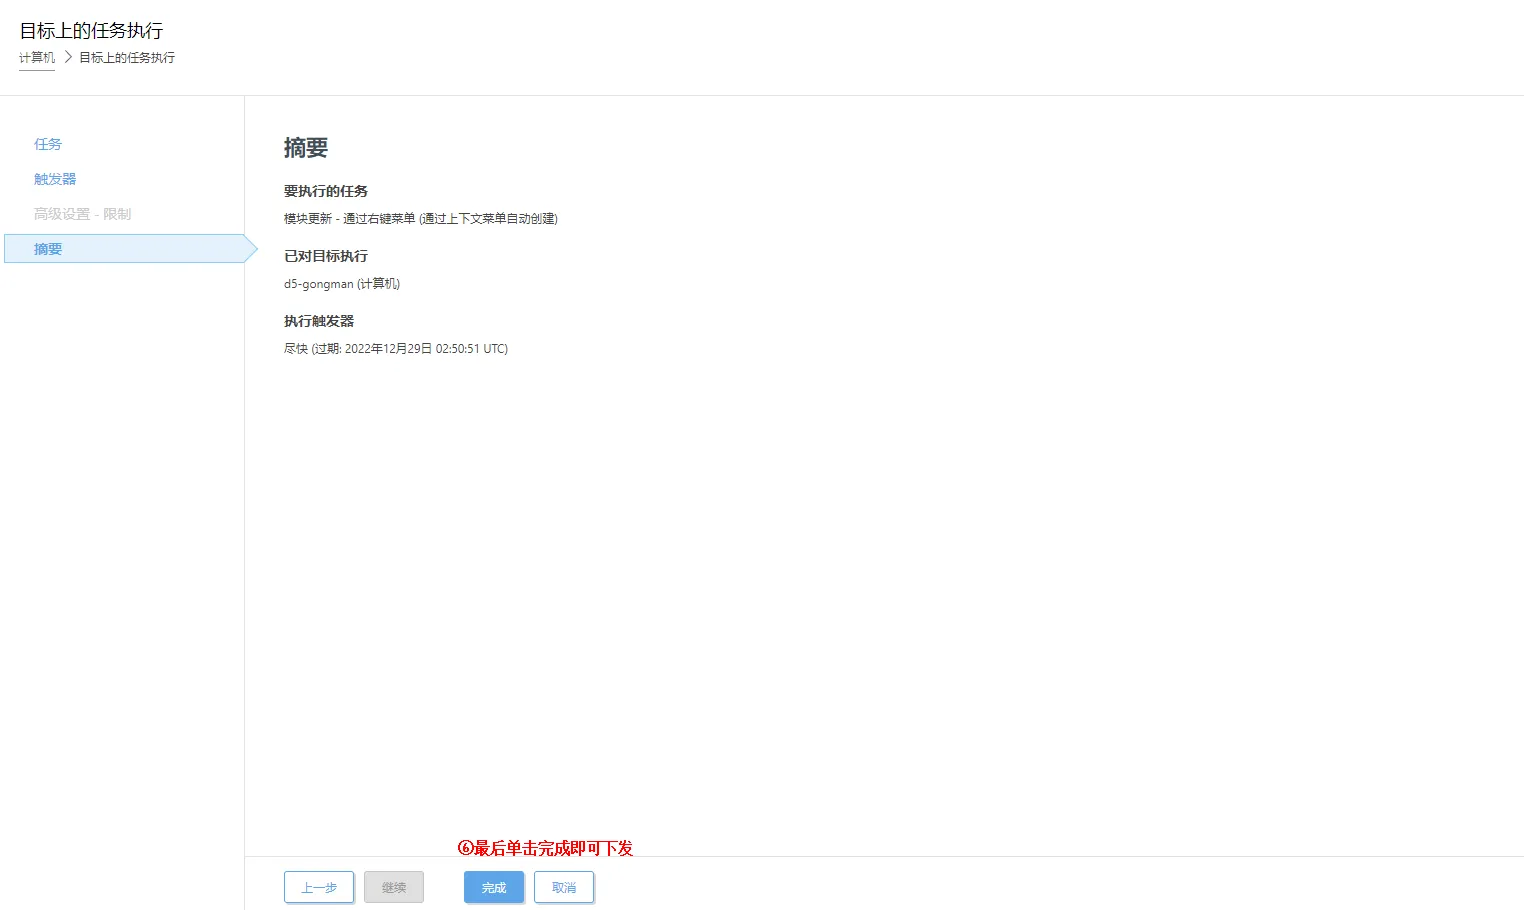 目标上的任务执行
计算机 > 目标上的任务执行
任务
触发器
高级设置 - 限制
摘要
摘要
要执行的任务
模块更新 - 通过右键菜单 (通过上下文菜单自动创建)
已对目标执行
d5-gongman (计算机)
执行触发器
尽快 (过期: 2022年12月29日 02:50:51 UTC)
⑥最后单击完成即可下发
上一步 继续 完成 取消